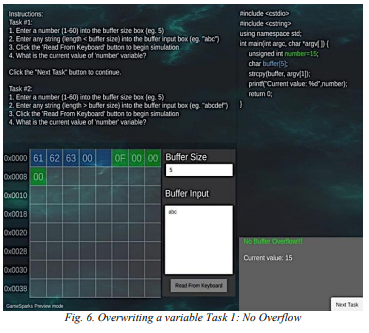 Instructions:
Task #1:
1. Enter a number (1-60) into the buffer size box (eg. 5)
2. Enter any string (length < buffer size) into the buffer input box (eg. "abc")
3. Click the 'Read From Keyboard' button to begin simulation
4. What is the current value of 'number' variable?
Click the "Next Task" button to continue.
Task #2:
1. Enter a number (1-60) into the buffer size box (eg. 5)
2. Enter any string (length > buffer size) into the buffer input box (eg. "abcdef")
3. Click the 'Read From Keyboard' button to begin simulation
4. What is the current value of 'number' variable?
#include <cstdio>
#include <cstring>
using namespace std;
int main(int argc, char *argv[ ]) {
unsigned int number=15;
char buffer[5];
strcpy(buffer, argv[1]);
printf("Current value: %d",number);
return 0;
}
0x0000 61 62 63 00 0F 00 00
0x0008 00
0x0010
0x0018
0x0020
0x0028
0x0030
0x0038
Buffer Size
5
Buffer Input
abc
Read From Keyboard
No Buffer Overflow!!!
Current value: 15
Next Task
GameSparks Preview mode
Fig. 6. Overwriting a variable Task 1: No Overflow